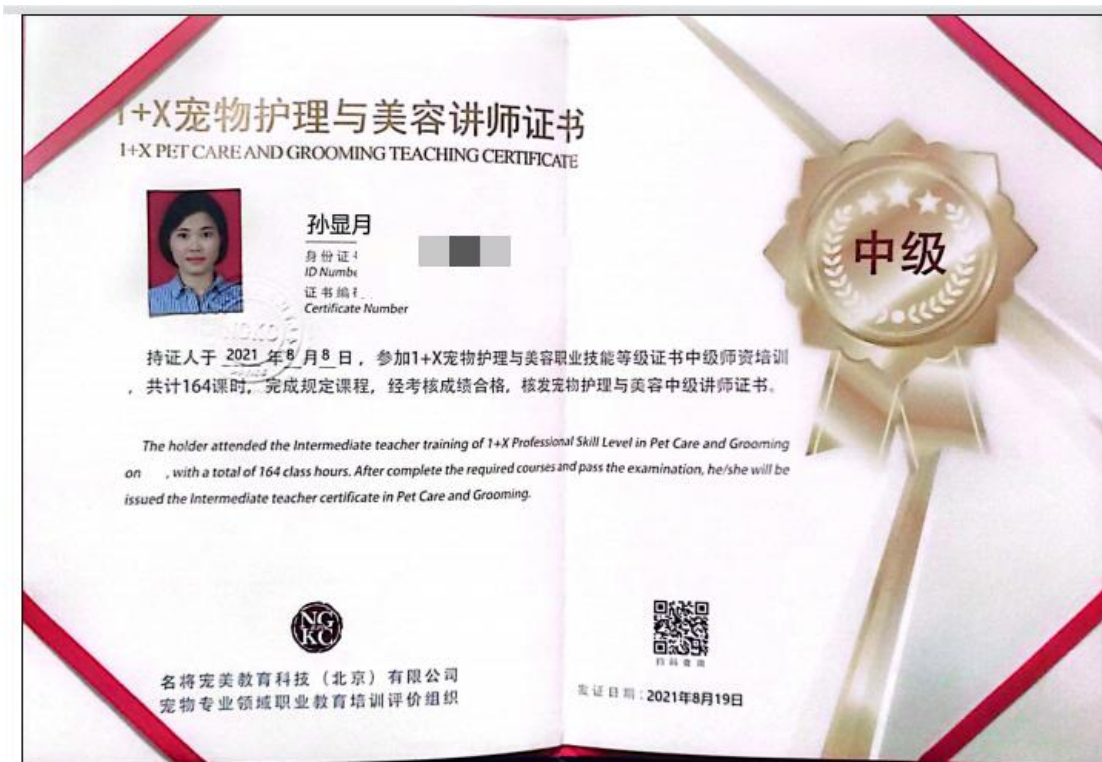 1+X宠物护理与美容讲师证书
1+X PET CARE AND GROOMING TEACHING CERTIFICATE
孙显月
身份证
ID Numbe
证书编
Certificate Number
持证人于 2021 年 8 月 8 日，参加1+X宠物护理与美容职业技能等级证书中级师资培训
，共计164课时，完成规定课程，经考核成绩合格，核发宠物护理与美容中级讲师证书。
The holder attended the Intermediate teacher training of 1+X Professional Skill Level in Pet Care and Grooming
on , with a total of 164 class hours. After complete the required courses and pass the examination, he/she will be
issued the Intermediate teacher certificate in Pet Care and Grooming.
中级
NG
KC
名将宠美教育科技（北京）有限公司
宠物专业领域职业教育培训评价组织
扫码查询
发证日期：2021年8月19日